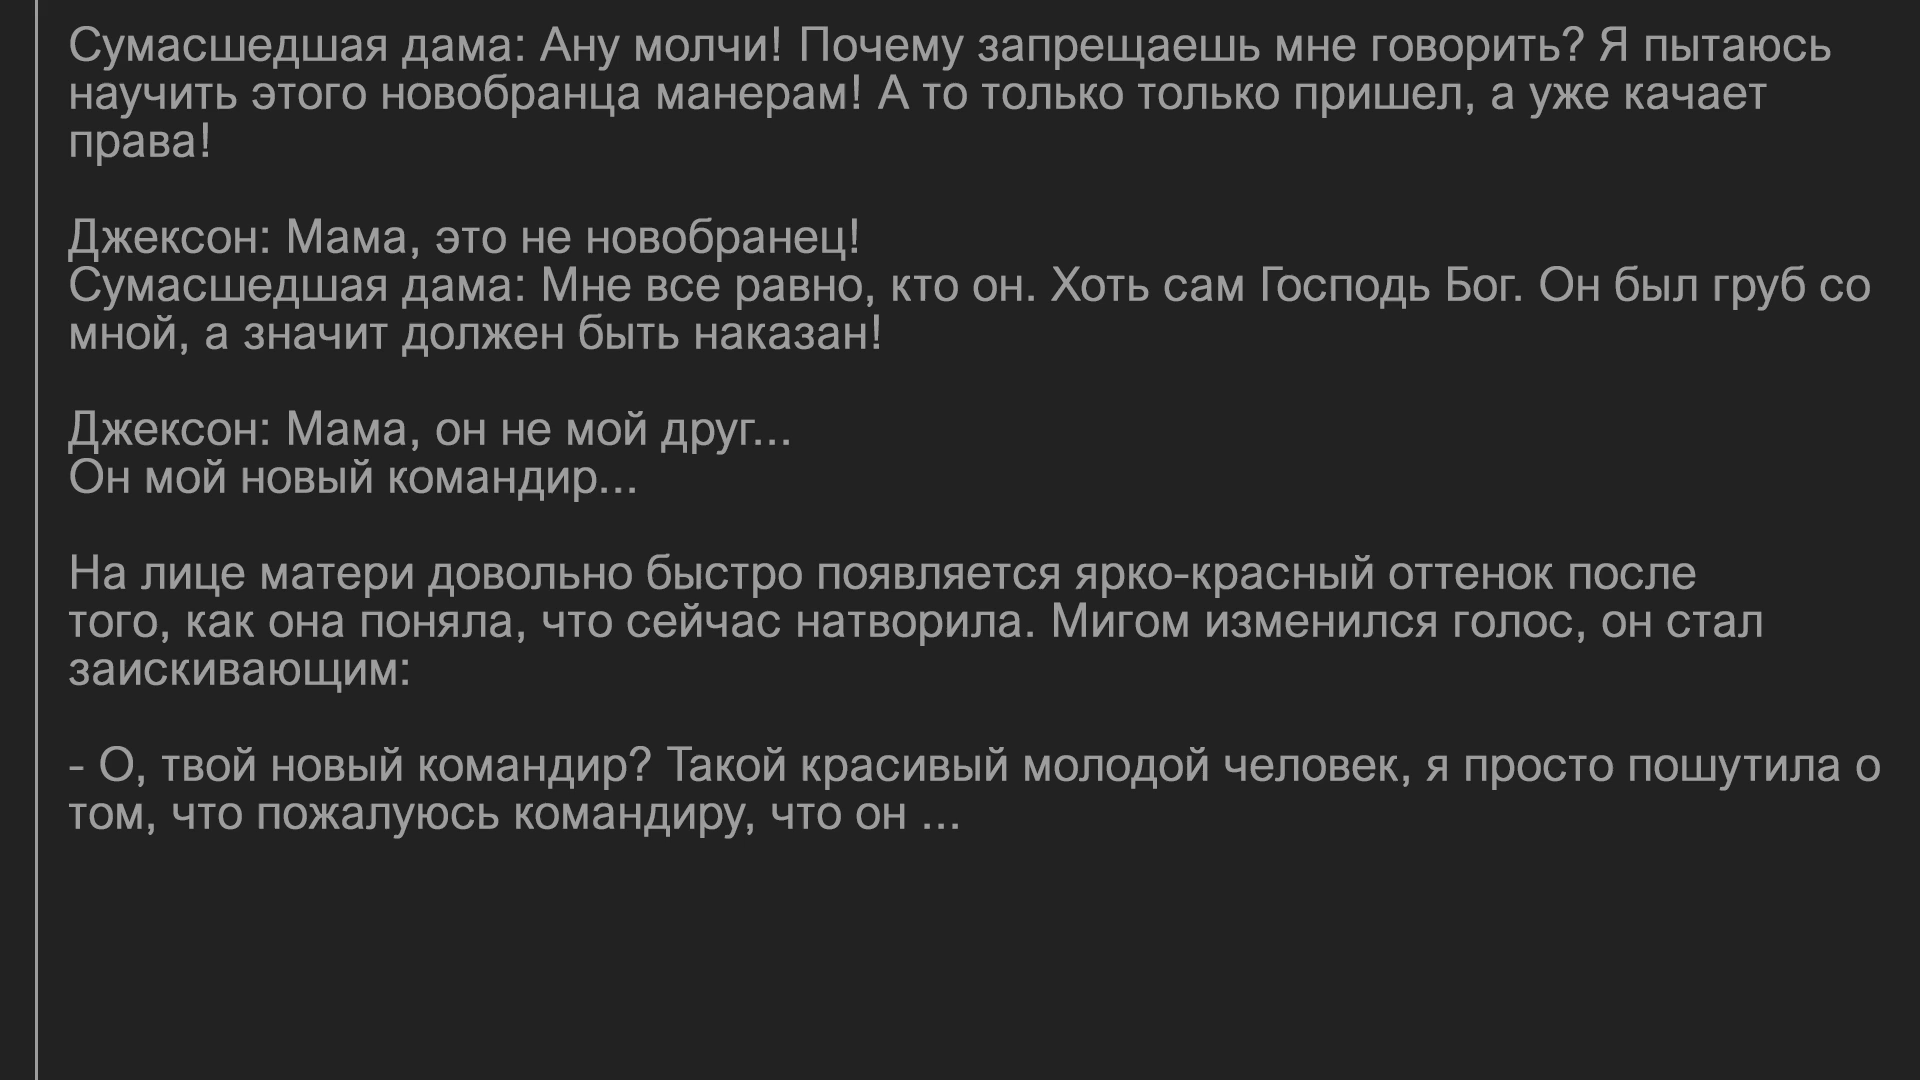 Сумасшедшая дама: Ану молчи! Почему запрещаешь мне говорить? Я пытаюсь
научить этого новобранца манерам! А то только только пришел, а уже качает
права!
Джексон: Мама, это не новобранец!
Сумасшедшая дама: Мне все равно, кто он. Хоть сам Господь Бог. Он был груб со
мной, а значит должен быть наказан!
Джексон: Мама, он не мой друг...
Он мой новый командир...
На лице матери довольно быстро появляется ярко-красный оттенок после
того, как она поняла, что сейчас натворила. Мигом изменился голос, он стал
заискивающим:
- О, твой новый командир? Такой красивый молодой человек, я просто пошутила о
том, что пожалуюсь командиру, что он ...